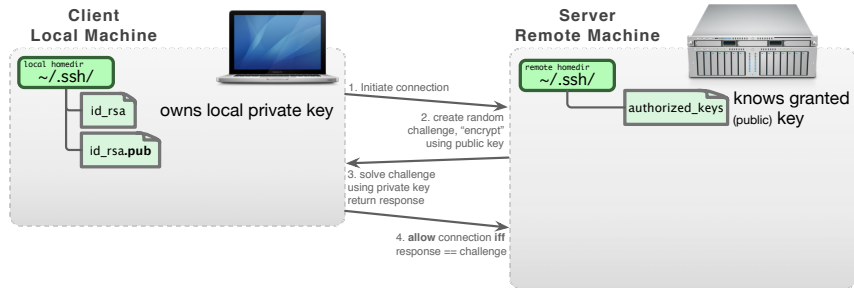 Client
Local Machine
Server
Remote Machine
local homedir
~/.ssh/
id_rsa
id_rsa.pub
owns local private key
1. Initiate connection
2. create random
challenge, “encrypt”
using public key
3. solve challenge
using private key
return response
4. allow connection iff
response == challenge
remote homedir
~/.ssh/
authorized_keys
knows granted
(public) key